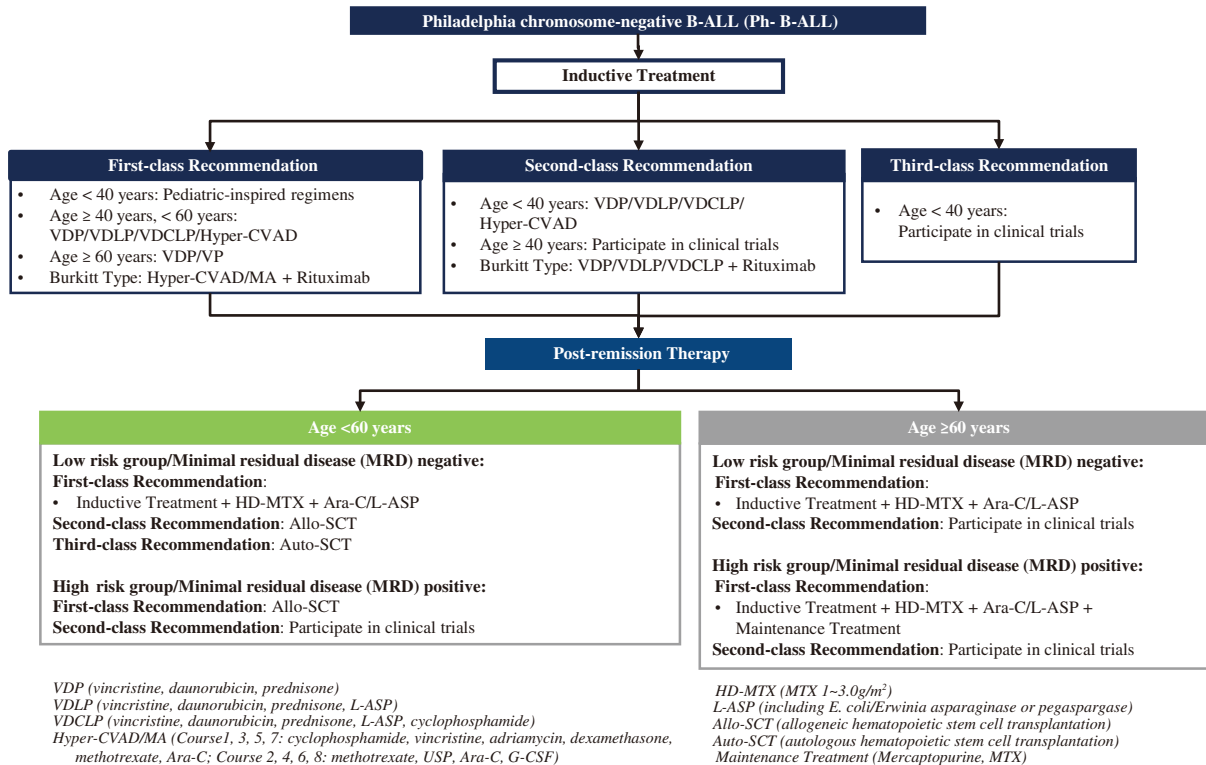 Philadelphia chromosome-negative B-ALL (Ph- B-ALL)
Inductive Treatment
First-class Recommendation
• Age < 40 years: Pediatric-inspired regimens
• Age ≥ 40 years, < 60 years:
VDP/VDLP/VDCLP/Hyper-CVAD
• Age ≥ 60 years: VDP/VP
• Burkitt Type: Hyper-CVAD/MA + Rituximab
Second-class Recommendation
• Age < 40 years: VDP/VDLP/VDCLP/
Hyper-CVAD
• Age ≥ 40 years: Participate in clinical trials
• Burkitt Type: VDP/VDLP/VDCLP + Rituximab
Third-class Recommendation
• Age < 40 years:
Participate in clinical trials
Post-remission Therapy
Age <60 years
Low risk group/Minimal residual disease (MRD) negative:
First-class Recommendation:
• Inductive Treatment + HD-MTX + Ara-C/L-ASP
Second-class Recommendation: Allo-SCT
Third-class Recommendation: Auto-SCT
High risk group/Minimal residual disease (MRD) positive:
First-class Recommendation: Allo-SCT
Second-class Recommendation: Participate in clinical trials
Age ≥60 years
Low risk group/Minimal residual disease (MRD) negative:
First-class Recommendation:
• Inductive Treatment + HD-MTX + Ara-C/L-ASP
Second-class Recommendation: Participate in clinical trials
High risk group/Minimal residual disease (MRD) positive:
First-class Recommendation:
• Inductive Treatment + HD-MTX + Ara-C/L-ASP +
Maintenance Treatment
Second-class Recommendation: Participate in clinical trials
VDP (vincristine, daunorubicin, prednisone)
VDLP (vincristine, daunorubicin, prednisone, L-ASP)
VDCLP (vincristine, daunorubicin, prednisone, L-ASP, cyclophosphamide)
Hyper-CVAD/MA (Course1, 3, 5, 7: cyclophosphamide, vincristine, adriamycin, dexamethasone,
methotrexate, Ara-C; Course 2, 4, 6, 8: methotrexate, USP, Ara-C, G-CSF)
HD-MTX (MTX 1~3.0g/m²)
L-ASP (including E. coli/Erwinia asparaginase or pegaspargase)
Allo-SCT (allogeneic hematopoietic stem cell transplantation)
Auto-SCT (autologous hematopoietic stem cell transplantation)
Maintenance Treatment (Mercaptopurine, MTX)